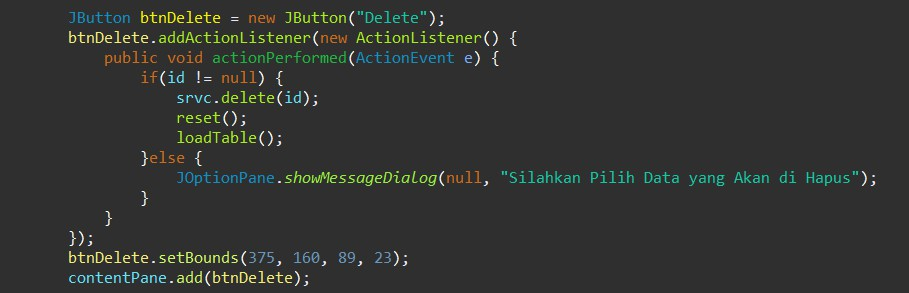 JButton btnDelete = new JButton("Delete");
btnDelete.addActionListener(new ActionListener() {
    public void actionPerformed(ActionEvent e) {
        if(id != null) {
            srvc.delete(id);
            reset();
            loadTable();
        }else {
            JOptionPane.showMessageDialog(null, "Silahkan Pilih Data yang Akan di Hapus");
        }
    }
});
btnDelete.setBounds(375, 160, 89, 23);
contentPane.add(btnDelete);